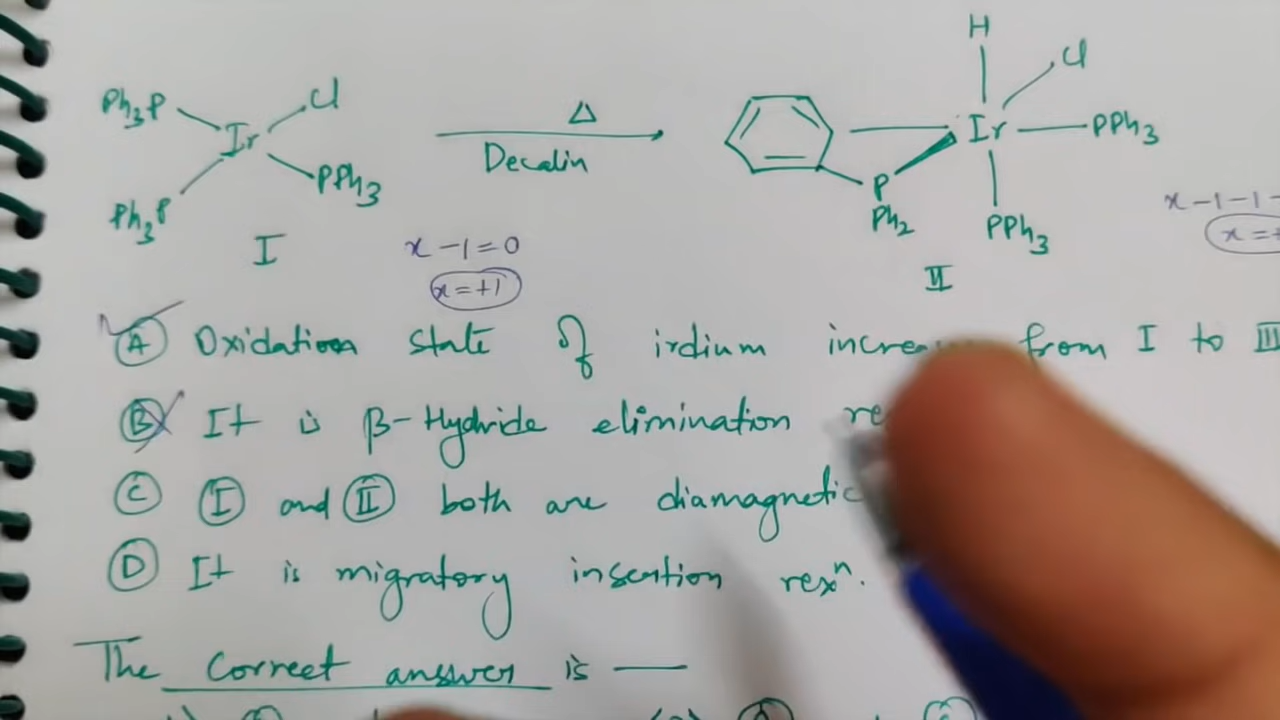 H
Ph3P Cl Δ Cl
Ir Ir PPh3
Decalin
PPh3 P
Ph3P Ph2 PPh3
I x-1=0 II x-1-1-
x=+1 x=+
A Oxidation state of irdium from I to
B It is β-Hydride elimination
C I and II both are diamagnetic
D It is migratory insertion rexn.
The correct answer is —